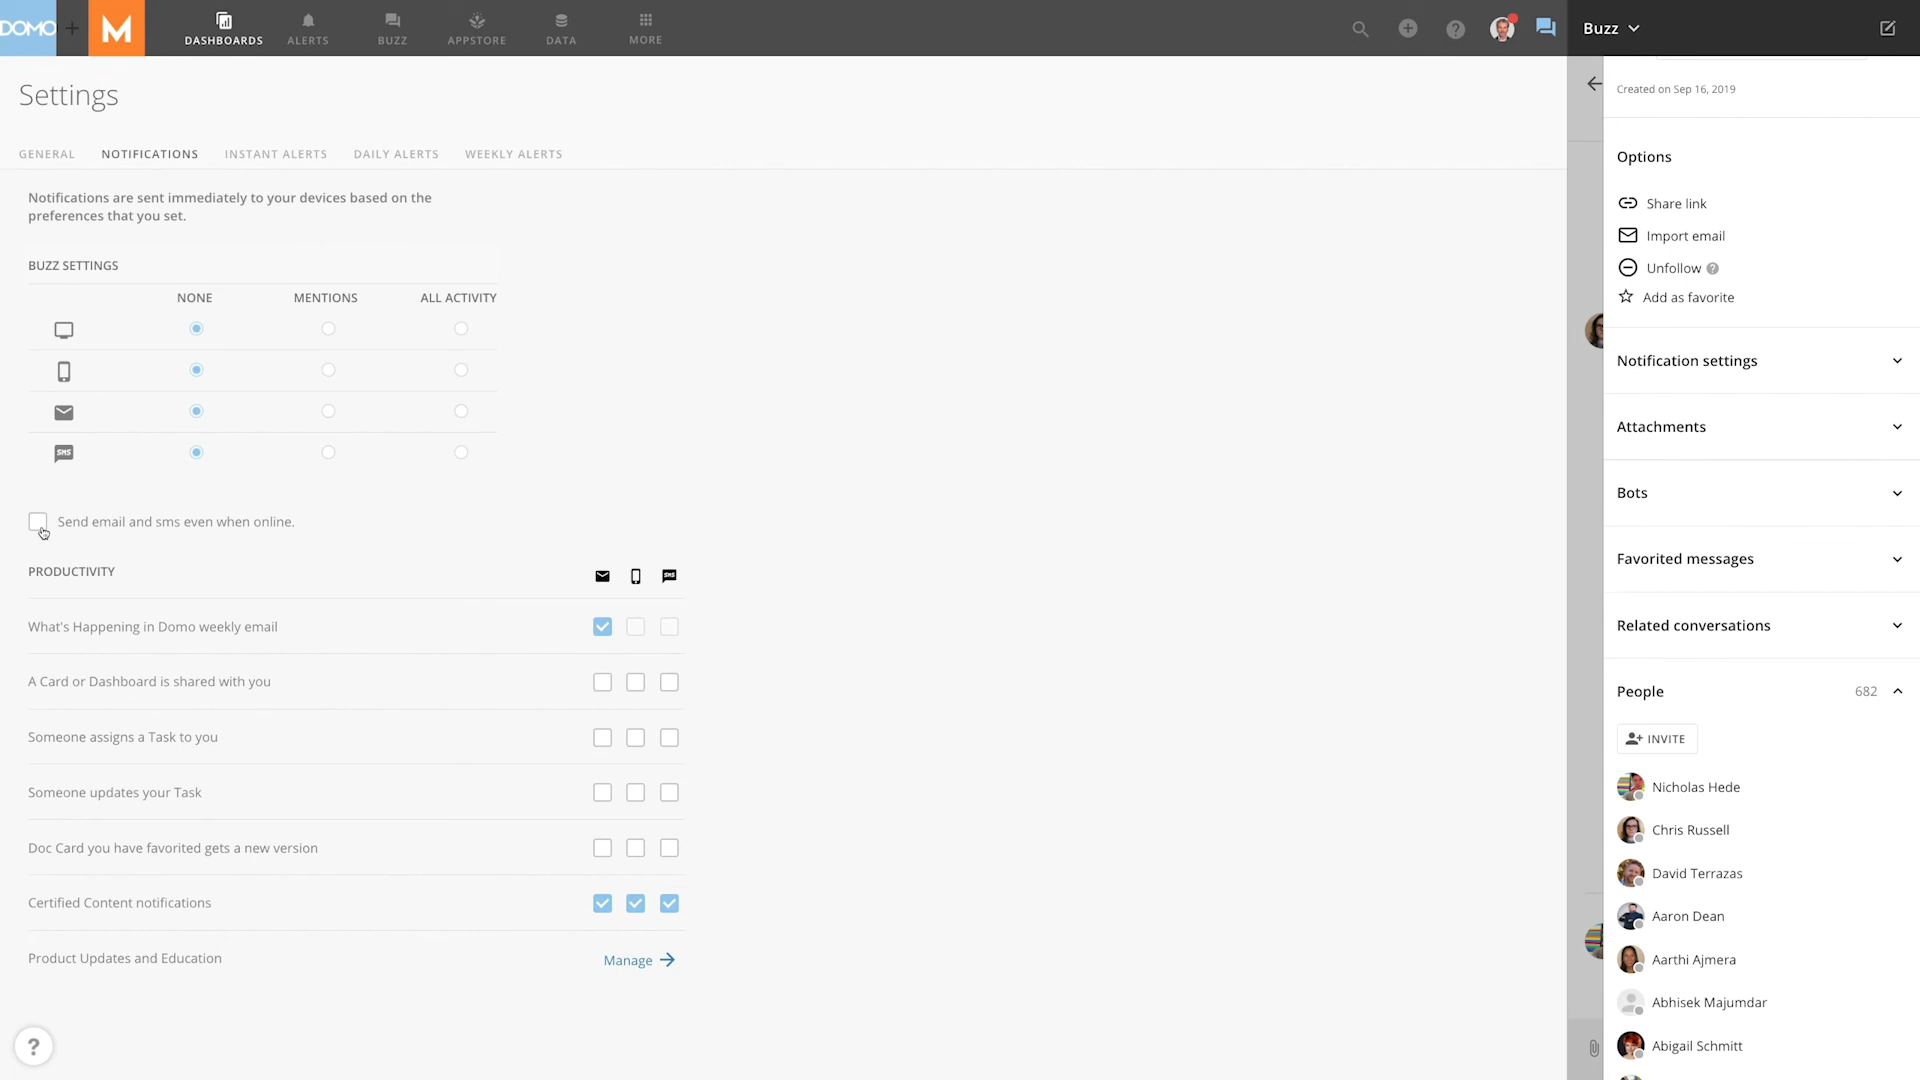 DOMO
M
DASHBOARDS
ALERTS
BUZZ
APPSTORE
DATA
MORE
Buzz
Settings
GENERAL
NOTIFICATIONS
INSTANT ALERTS
DAILY ALERTS
WEEKLY ALERTS
Notifications are sent immediately to your devices based on the
preferences that you set.
BUZZ SETTINGS
NONE
MENTIONS
ALL ACTIVITY
SMS
Send email and sms even when online.
PRODUCTIVITY
SMS
What's Happening in Domo weekly email
A Card or Dashboard is shared with you
Someone assigns a Task to you
Someone updates your Task
Doc Card you have favorited gets a new version
Certified Content notifications
Product Updates and Education
Manage
?
Created on Sep 16, 2019
Options
Share link
Import email
Unfollow ?
Add as favorite
Notification settings
Attachments
Bots
Favorited messages
Related conversations
People 682
INVITE
Nicholas Hede
Chris Russell
David Terrazas
Aaron Dean
Aarthi Ajmera
Abhisek Majumdar
Abigail Schmitt